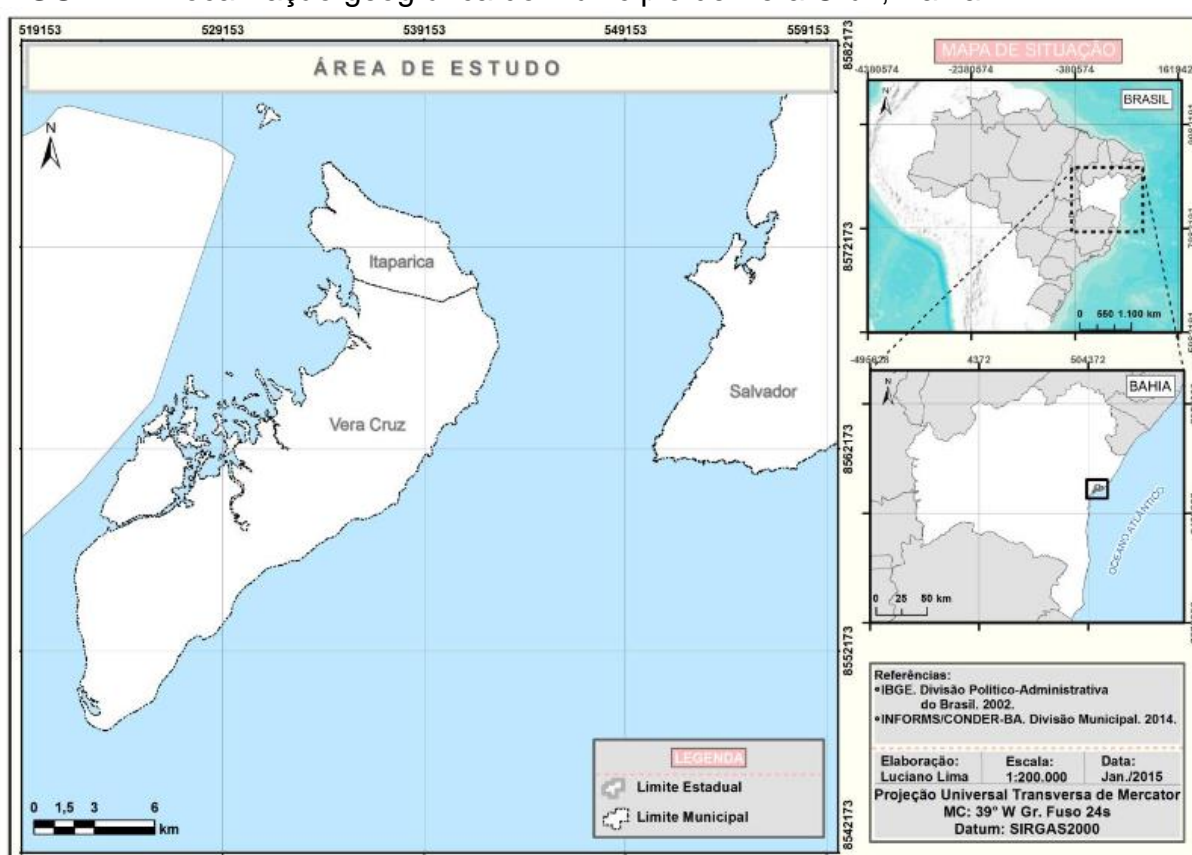 519153 529153 539153 549153 559153
ÁREA DE ESTUDO
N
8582173
8572173
8562173
8552173
8542173
Itaparica
Vera Cruz
Salvador
LEGENDA
Limite Estadual
Limite Municipal
0 1,5 3 6
km
MAPA DE SITUAÇÃO
-4380574 -2380574 -380574 161942
BRASIL
N
0 550 1.100 km
-495628 4372 504372
BAHIA
N
OCEANO ATLÂNTICO
0 25 50 km
Referências:
•IBGE. Divisão Político-Administrativa
do Brasil. 2002.
•INFORMS/CONDER-BA. Divisão Municipal. 2014.
Elaboração: Escala: Data:
Luciano Lima 1:200.000 Jan./2015
Projeção Universal Transversa de Mercator
MC: 39° W Gr. Fuso 24s
Datum: SIRGAS2000